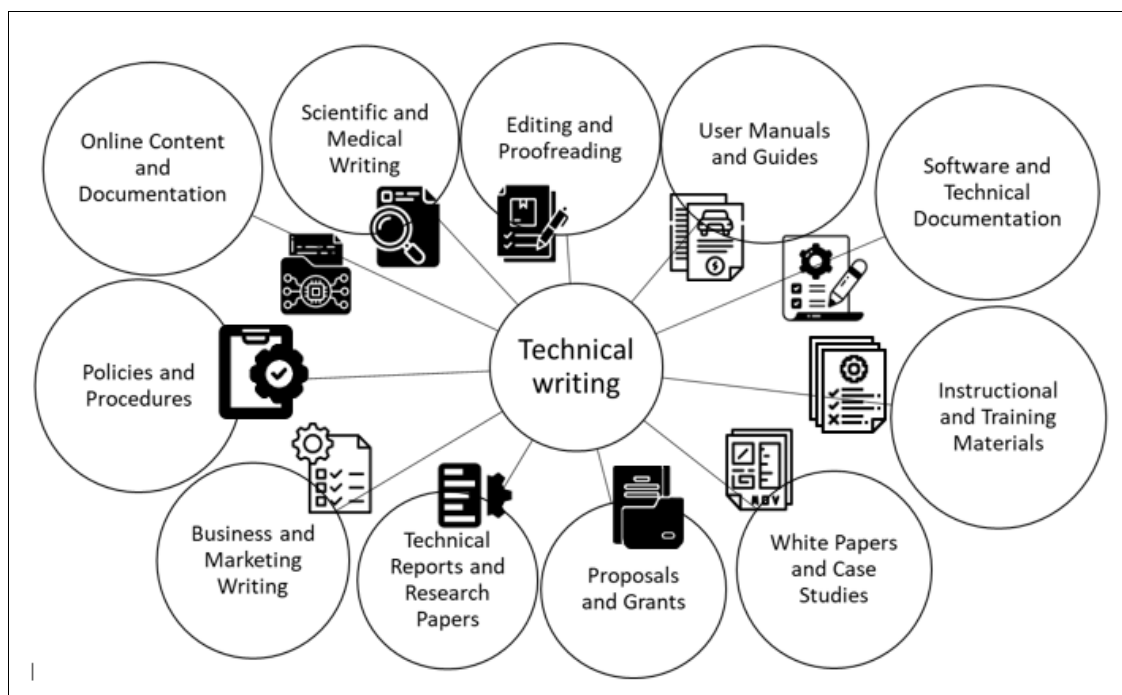 Online Content
and
Documentation
Scientific and
Medical
Writing
Editing and
Proofreading
User Manuals
and Guides
Software and
Technical
Documentation
Technical
writing
Policies and
Procedures
Instructional
and Training
Materials
Business and
Marketing
Writing
Technical
Reports and
Research
Papers
Proposals
and Grants
White Papers
and Case
Studies